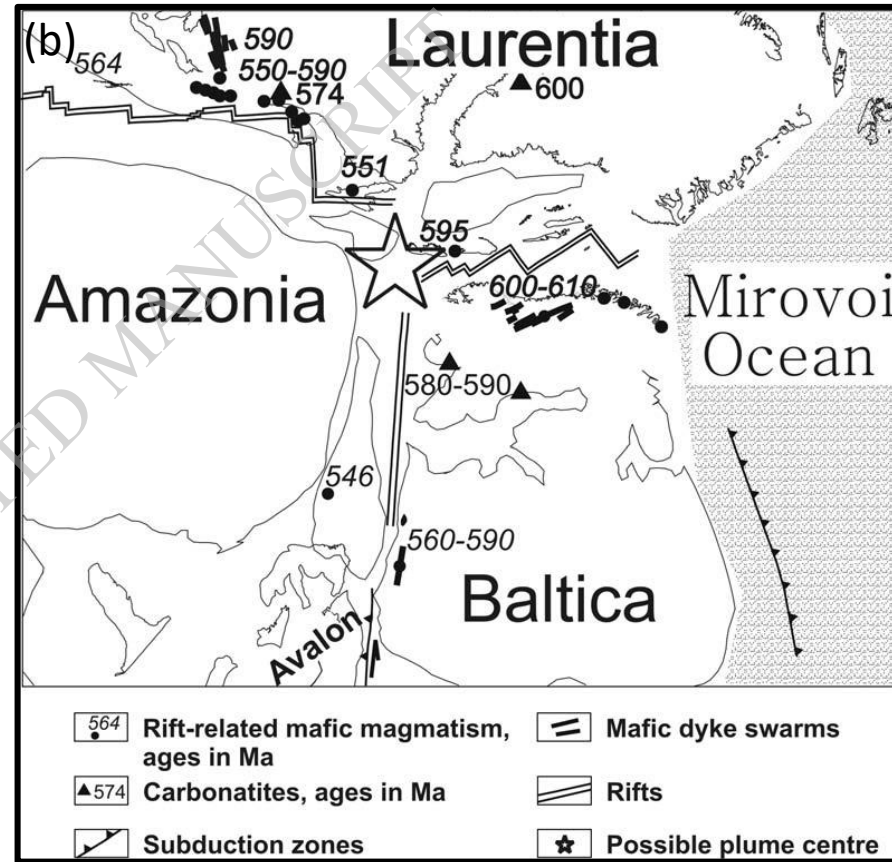 (b)
Laurentia
590
564
550-590
574
600
551
595
Amazonia
600-610
Mirovoi
Ocean
580-590
546
560-590
Baltica
Avalon
TED MANUSCRIPT
564
Rift-related mafic magmatism,
ages in Ma
Mafic dyke swarms
574
Carbonatites, ages in Ma
Rifts
Subduction zones
Possible plume centre